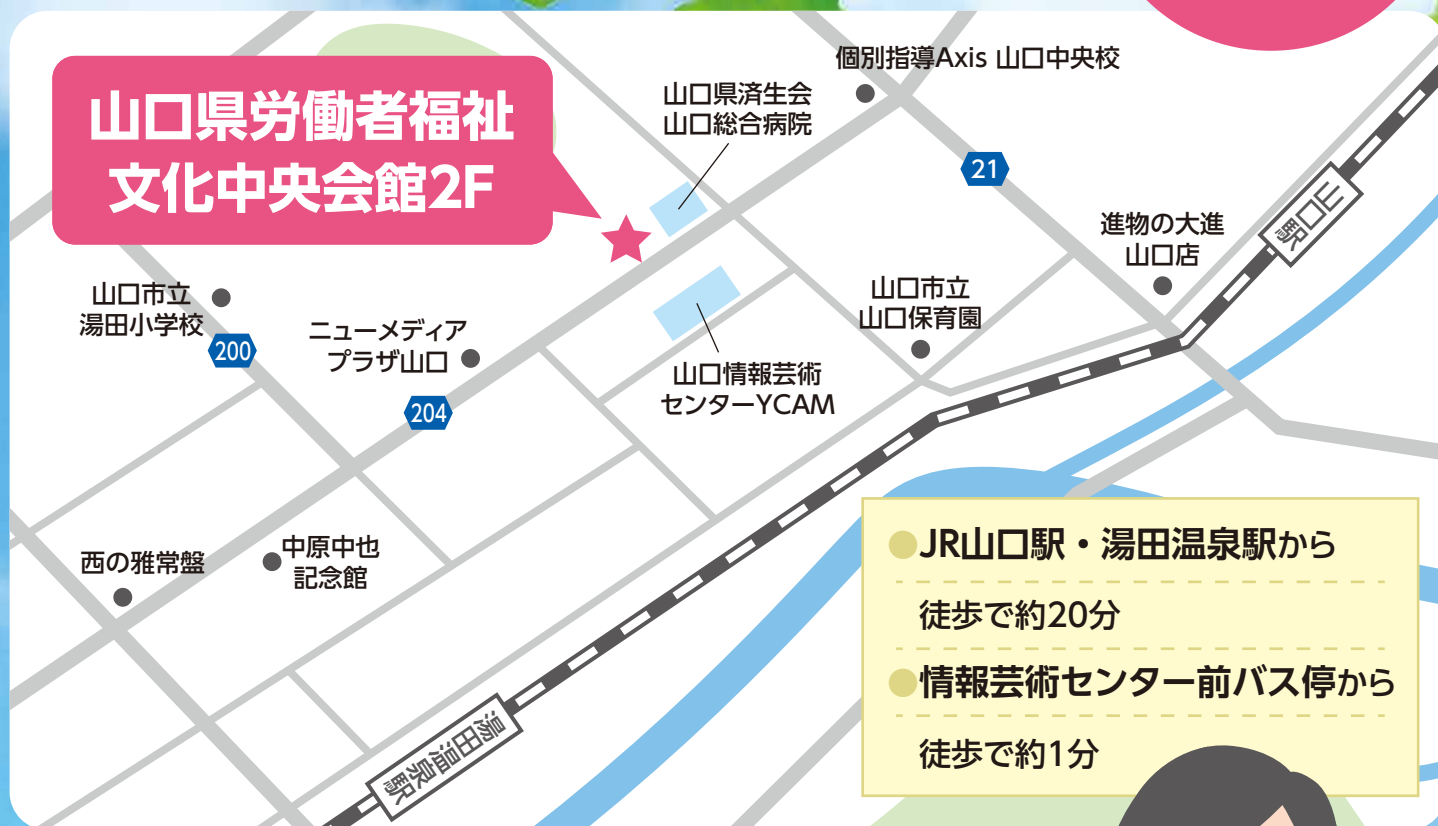 個別指導Axis 山口中央校
山口県済生会
山口総合病院
山口県労働者福祉
文化中央会館2F
21
山口駅
進物の大進
山口店
山口市立
湯田小学校
200
ニューメディア
プラザ山口
204
山口市立
山口保育園
山口情報芸術
センターYCAM
西の雅常盤
中原中也
記念館
湯田温泉駅
●JR山口駅・湯田温泉駅から
徒歩で約20分
●情報芸術センター前バス停から
徒歩で約1分